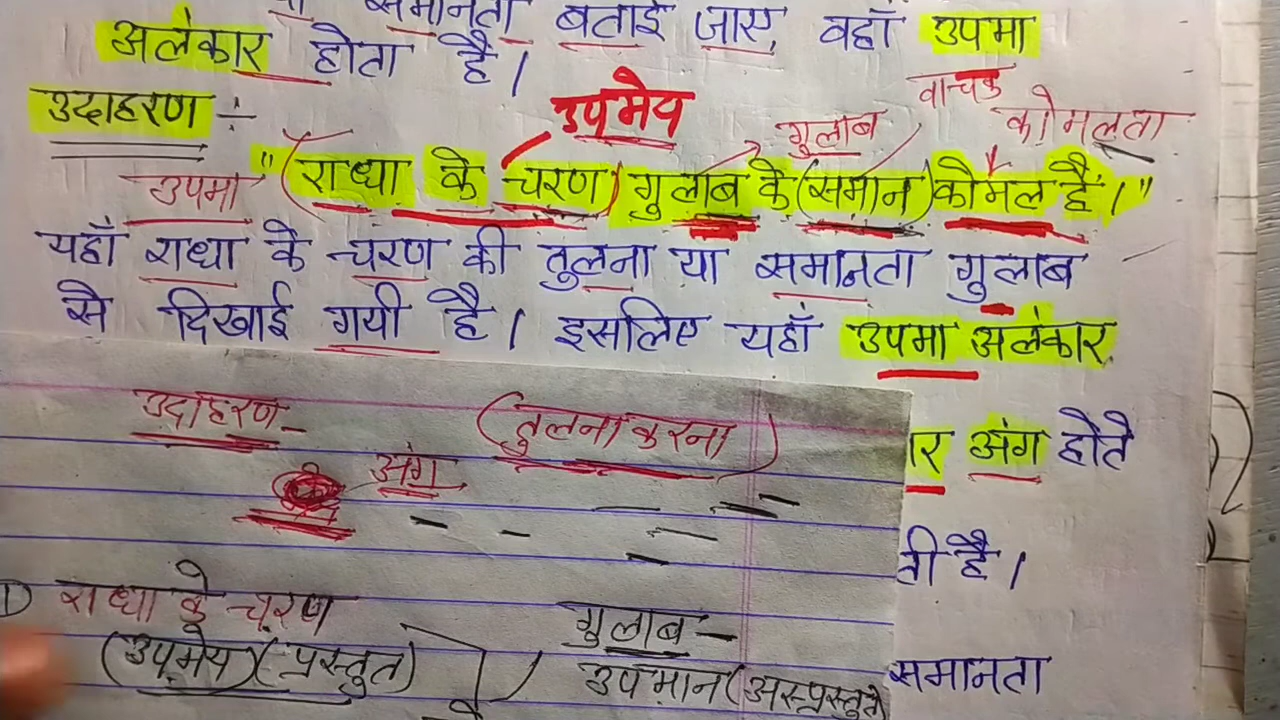 समानता बताई जाए, वहाँ उपमा
अलंकार होता है।
उपमेय
वाचक
उदाहरण ÷
गुलाब
कोमलता
"(राधा के चरण) गुलाब के (समान) कोमल है।"
उपमा
यहाँ राधा के चरण की तुलना या समानता गुलाब
से दिखाई गयी है। इसलिए यहाँ उपमा अलंकार
उदाहरण-
(तुलना करना)
र अंग होते
अंग
ती है।
1) राधा के चरण
गुलाब-
(उपमेय) (प्रस्तुत)
उपमान (अस्प्रस्तुत
समानता